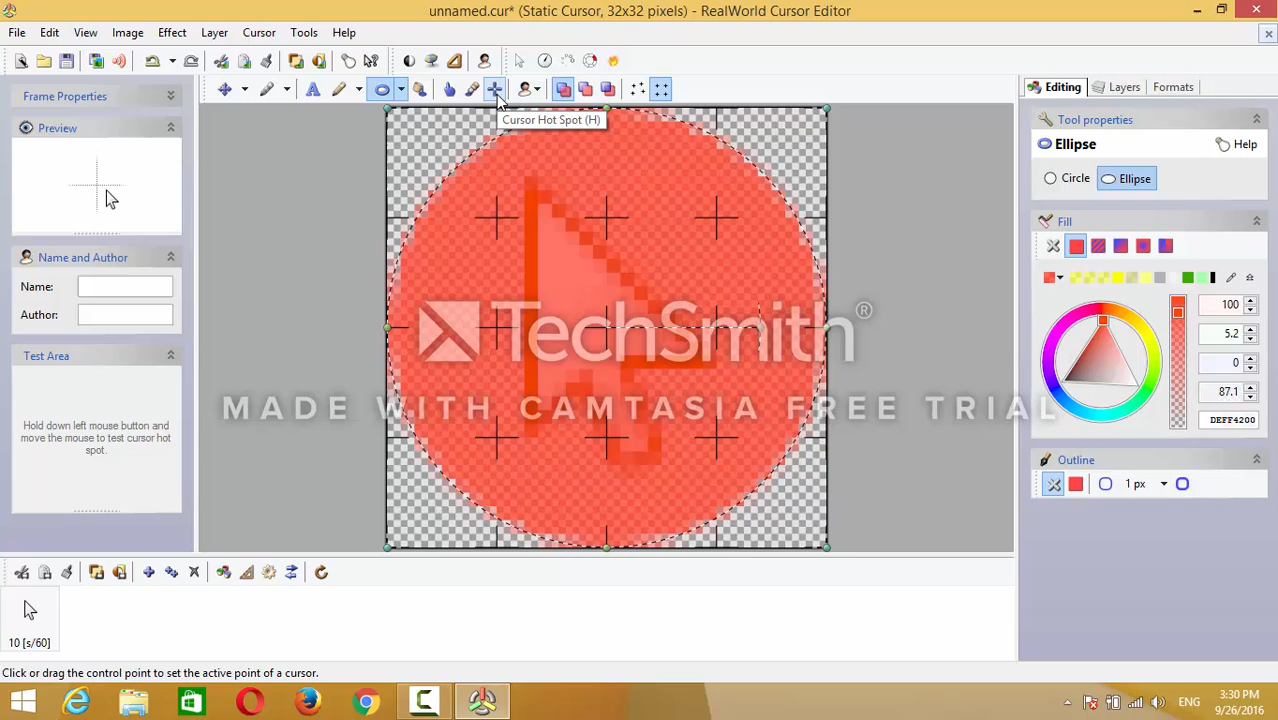 unnamed.cur* (Static Cursor, 32x32 pixels) - RealWorld Cursor Editor
File Edit View Image Effect Layer Cursor Tools Help
Frame Properties
Editing Layers Formats
Cursor Hot Spot (H)
Tool properties
Preview
Ellipse Help
Circle Ellipse
Fill
Name and Author
Name:
100
Author:
5.2
TechSmith®
Test Area
0
87.1
MADE WITH CAMTASIA FREE TRIAL
DEFF4200
Hold down left mouse button and
move the mouse to test cursor hot
spot.
Outline
1 px
10 [s/60]
Click or drag the control point to set the active point of a cursor.
ENG
3:30 PM
9/26/2016